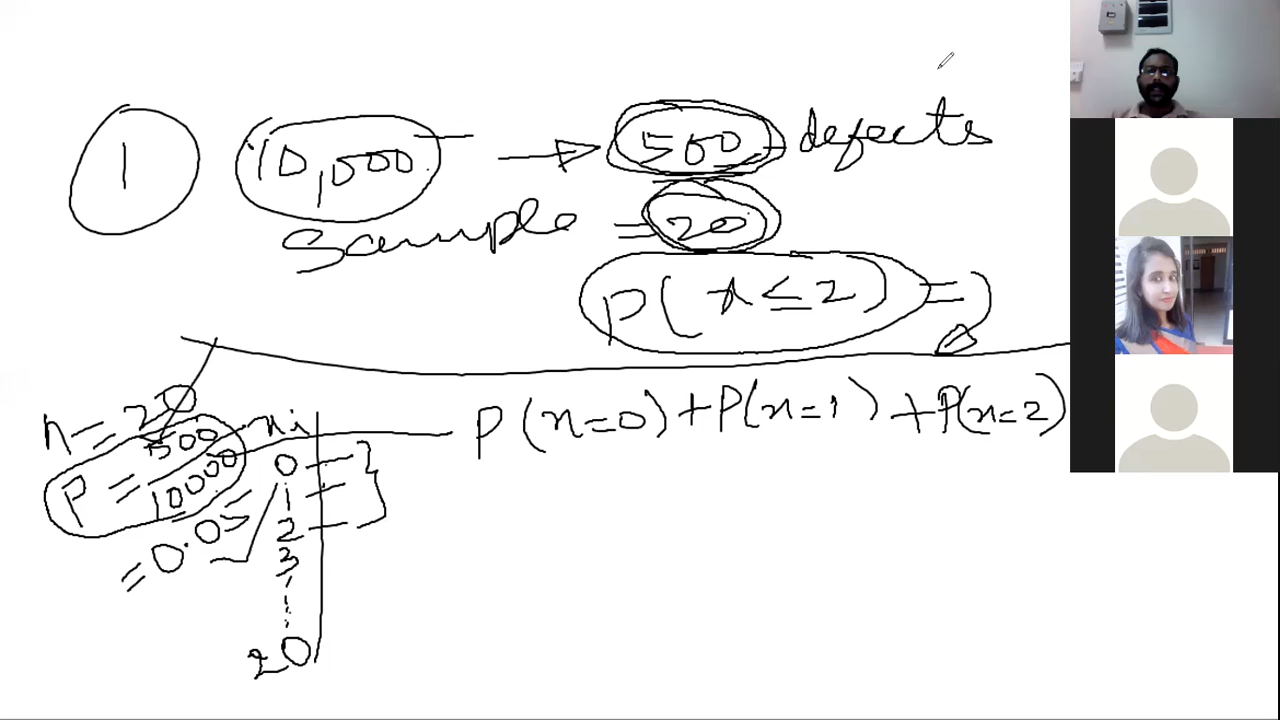 1 10,000 → 500 defects
Sample = 20
P(x ≤ 2) = ?
n = 20
P(x=0) + P(x=1) + P(x=2)
P = 500/10000
= 0.05
xi
0
1
2
3
20